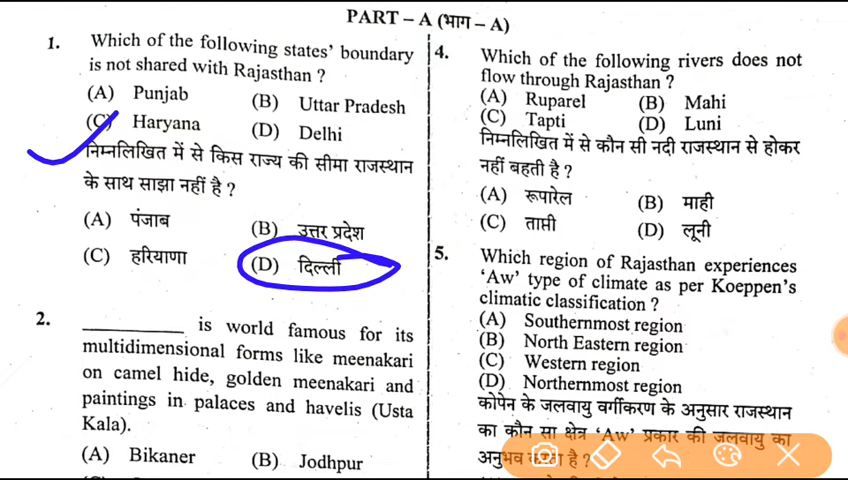 PART – A (भाग – A)
1. Which of the following states' boundary
is not shared with Rajasthan ?
(A) Punjab (B) Uttar Pradesh
(C) Haryana (D) Delhi
निम्नलिखित में से किस राज्य की सीमा राजस्थान
के साथ साझा नहीं है ?
(A) पंजाब (B) उत्तर प्रदेश
(C) हरियाणा (D) दिल्ली
2. ________ is world famous for its
multidimensional forms like meenakari
on camel hide, golden meenakari and
paintings in palaces and havelis (Usta
Kala).
(A) Bikaner (B) Jodhpur
4. Which of the following rivers does not
flow through Rajasthan ?
(A) Ruparel (B) Mahi
(C) Tapti (D) Luni
निम्नलिखित में से कौन सी नदी राजस्थान से होकर
नहीं बहती है ?
(A) रूपारेल (B) माही
(C) ताप्ती (D) लूनी
5. Which region of Rajasthan experiences
'Aw' type of climate as per Koeppen's
climatic classification ?
(A) Southernmost region
(B) North Eastern region
(C) Western region
(D) Northernmost region
कोपेन के जलवायु वर्गीकरण के अनुसार राजस्थान
का कौन सा क्षेत्र 'Aw' प्रकार की जलवायु का
अनुभव करता है ?